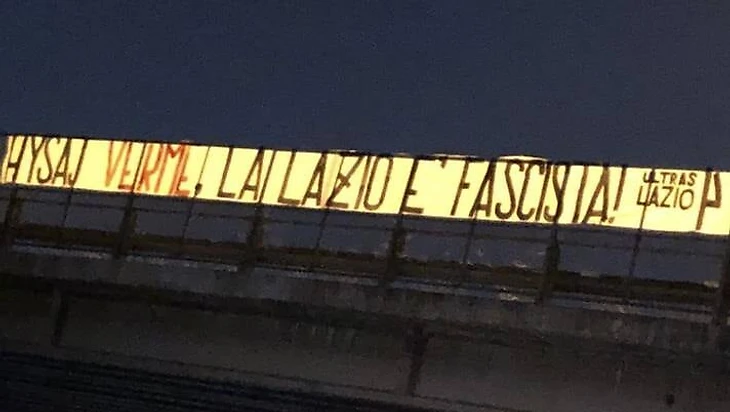 HYSAJ VERME, LA LAZIO E' FASCISTA!
ULTRAS
LAZIO